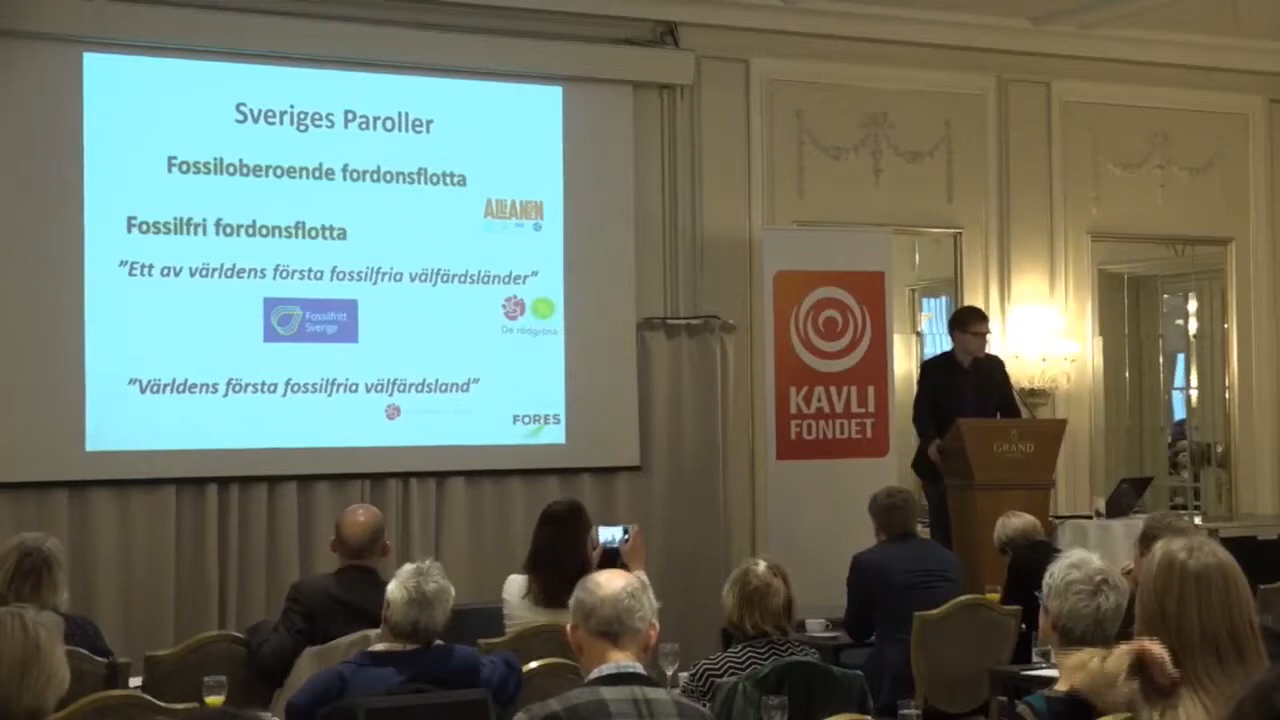 Sveriges Paroller
Fossiloberoende fordonsflotta
ALLIANSEN
Fossilfri fordonsflotta
”Ett av världens första fossilfria välfärdsländer”
Fossilfritt
Sverige
De rödgröna
”Världens första fossilfria välfärdsland”
FORES
KAVLI
FONDET
GRAND